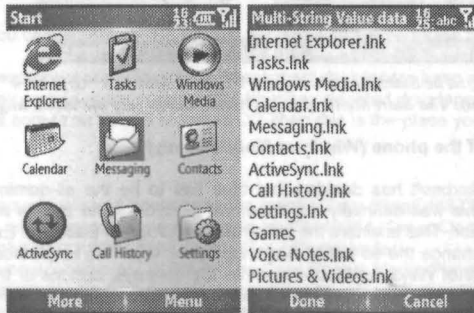 Start
Internet
Explorer
Tasks
Windows
Media
Calendar
Messaging
Contacts
ActiveSync
Call History
Settings
More
Menu
Multi-String Value data
abc
Internet Explorer.lnk
Tasks.lnk
Windows Media.lnk
Calendar.lnk
Messaging.lnk
Contacts.lnk
ActiveSync.lnk
Call History.lnk
Settings.lnk
Games
Voice Notes.lnk
Pictures & Videos.lnk
Done
Cancel